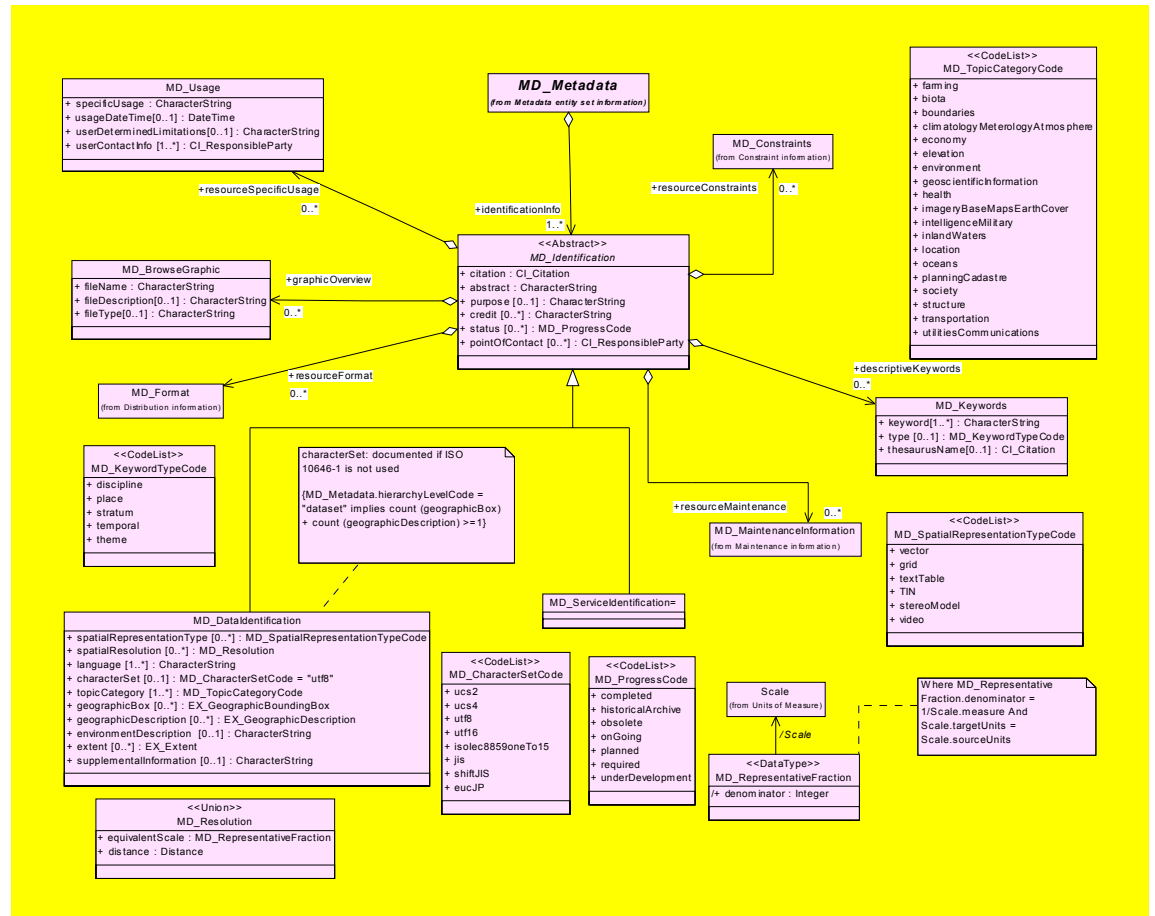 MD_Usage
+ specificUsage : CharacterString
+ usageDateTime[0..1] : DateTime
+ userDeterminedLimitations[0..1] : CharacterString
+ userContactInfo [1..*] : CI_ResponsibleParty
MD_Metadata
(from Metadata entity set information)
MD_Constraints
(from Constraint information)
<<CodeList>>
MD_TopicCategoryCode
+ farming
+ biota
+ boundaries
+ climatologyMeterologyAtmosphere
+ economy
+ elevation
+ environment
+ geoscientificInformation
+ health
+ imageryBaseMapsEarthCover
+ intelligenceMilitary
+ inlandWaters
+ location
+ oceans
+ planningCadastre
+ society
+ structure
+ transportation
+ utilitiesCommunications
+resourceSpecificUsage
0..*
+identificationInfo
1..*
+resourceConstraints
0..*
<<Abstract>>
MD_Identification
+ citation : CI_Citation
+ abstract : CharacterString
+ purpose [0..1] : CharacterString
+ credit [0..*] : CharacterString
+ status [0..*] : MD_ProgressCode
+ pointOfContact [0..*] : CI_ResponsibleParty
MD_BrowseGraphic
+ fileName : CharacterString
+ fileDescription[0..1] : CharacterString
+ fileType[0..1] : CharacterString
+graphicOverview
0..*
+resourceFormat
0..*
MD_Format
(from Distribution information)
+descriptiveKeywords
0..*
MD_Keywords
+ keyword[1..*] : CharacterString
+ type [0..1] : MD_KeywordTypeCode
+ thesaurusName[0..1] : CI_Citation
<<CodeList>>
MD_KeywordTypeCode
+ discipline
+ place
+ stratum
+ temporal
+ theme
characterSet: documented if ISO
10646-1 is not used
{MD_Metadata.hierarchyLevelCode =
"dataset" implies count (geographicBox)
+ count (geographicDescription) >=1}
+resourceMaintenance
0..*
MD_MaintenanceInformation
(from Maintenance information)
<<CodeList>>
MD_SpatialRepresentationTypeCode
+ vector
+ grid
+ textTable
+ TIN
+ stereoModel
+ video
MD_ServiceIdentification=
MD_DataIdentification
+ spatialRepresentationType [0..*] : MD_SpatialRepresentationTypeCode
+ spatialResolution [0..*] : MD_Resolution
+ language [1..*] : CharacterString
+ characterSet [0..1] : MD_CharacterSetCode = "utf8"
+ topicCategory [1..*] : MD_TopicCategoryCode
+ geographicBox [0..*] : EX_GeographicBoundingBox
+ geographicDescription [0..*] : EX_GeographicDescription
+ environmentDescription [0..1] : CharacterString
+ extent [0..*] : EX_Extent
+ supplementalInformation [0..1] : CharacterString
<<CodeList>>
MD_CharacterSetCode
+ ucs2
+ ucs4
+ utf8
+ utf16
+ isolec8859oneTo15
+ jis
+ shiftJIS
+ eucJP
<<CodeList>>
MD_ProgressCode
+ completed
+ historicalArchive
+ obsolete
+ onGoing
+ planned
+ required
+ underDevelopment
Scale
(from Units of Measure)
/Scale
<<DataType>>
MD_RepresentativeFraction
/+ denominator : Integer
Where MD_Representative
Fraction.denominator =
1/Scale.measure And
Scale.targetUnits =
Scale.sourceUnits
<<Union>>
MD_Resolution
+ equivalentScale : MD_RepresentativeFraction
+ distance : Distance